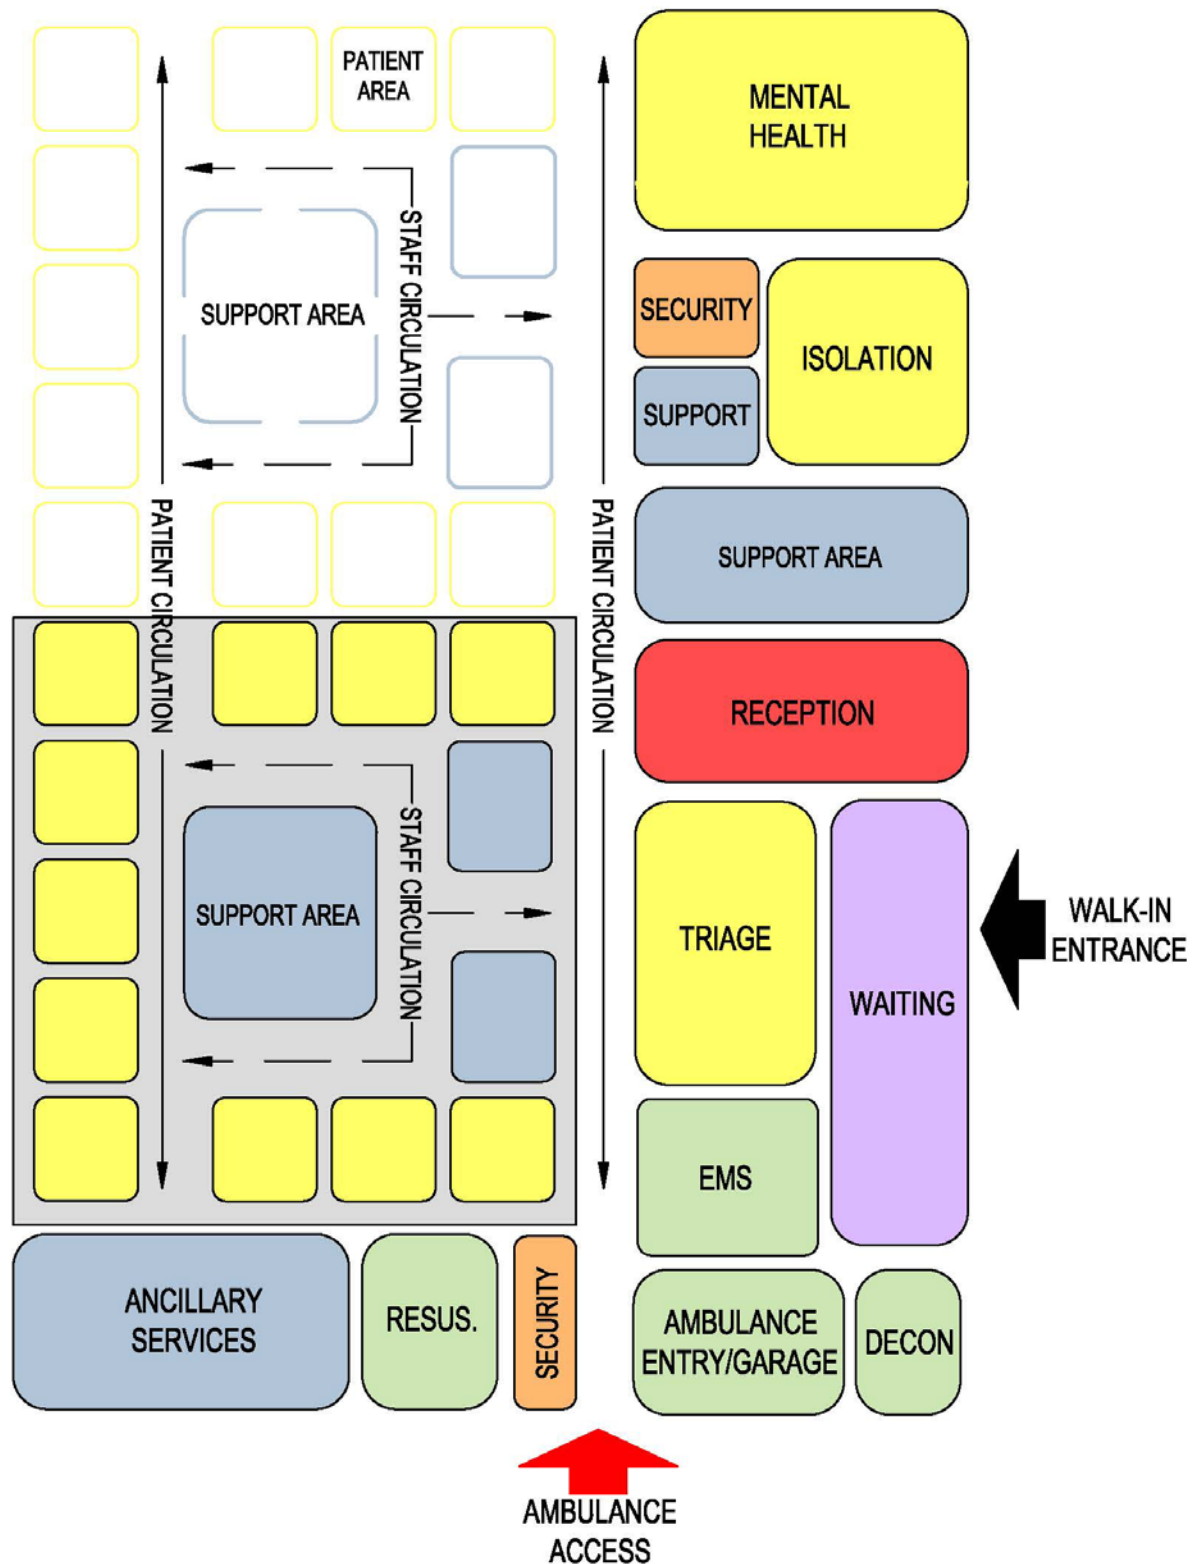 PATIENT
AREA
MENTAL
HEALTH
STAFF CIRCULATION
SUPPORT AREA
SECURITY
ISOLATION
SUPPORT
PATIENT CIRCULATION
PATIENT CIRCULATION
SUPPORT AREA
RECEPTION
STAFF CIRCULATION
SUPPORT AREA
TRIAGE
WAITING
WALK-IN
ENTRANCE
EMS
ANCILLARY
SERVICES
RESUS.
SECURITY
AMBULANCE
ENTRY/GARAGE
DECON
AMBULANCE
ACCESS